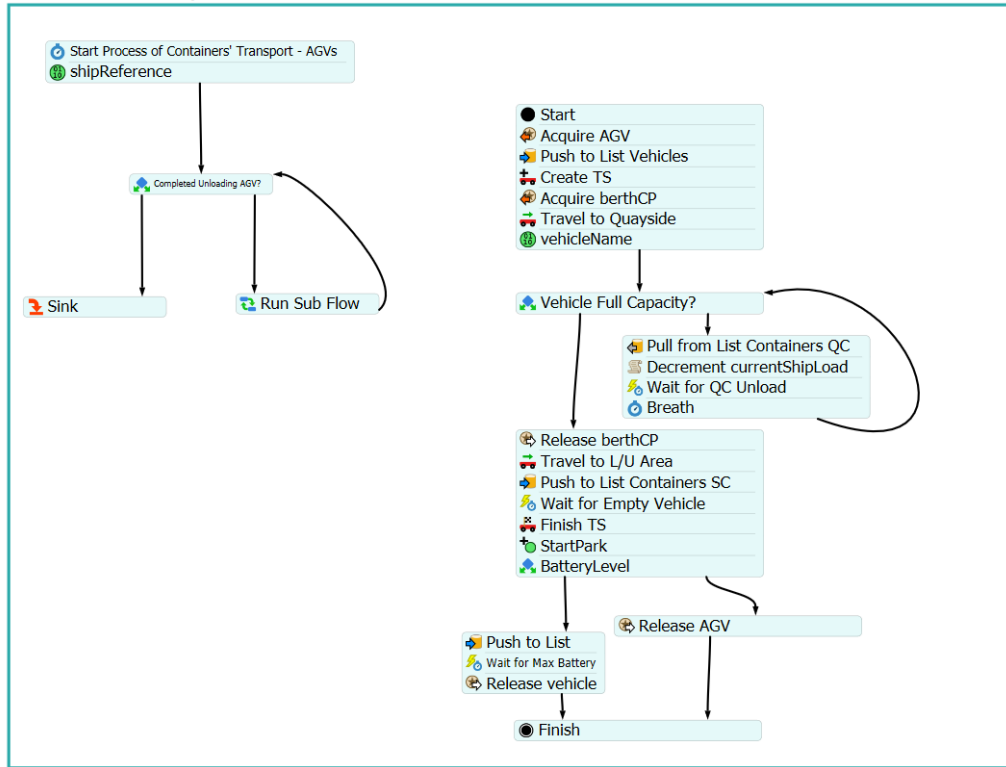 Start Process of Containers' Transport - AGVs
shipReference
Completed Unloading AGV?
Sink
Run Sub Flow
Start
Acquire AGV
Push to List Vehicles
Create TS
Acquire berthCP
Travel to Quayside
vehicleName
Vehicle Full Capacity?
Pull from List Containers QC
Decrement currentShipLoad
Wait for QC Unload
Breath
Release berthCP
Travel to L/U Area
Push to List Containers SC
Wait for Empty Vehicle
Finish TS
StartPark
BatteryLevel
Push to List
Wait for Max Battery
Release vehicle
Release AGV
Finish